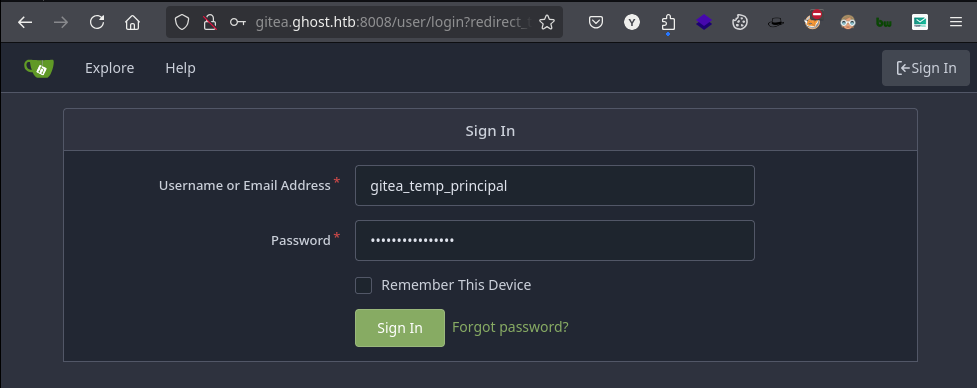 gitea.ghost.htb:8008/user/login?redirect_
Explore
Help
Sign In
Sign In
Username or Email Address *
gitea_temp_principal
Password *
••••••••••••••••
Remember This Device
Sign In
Forgot password?